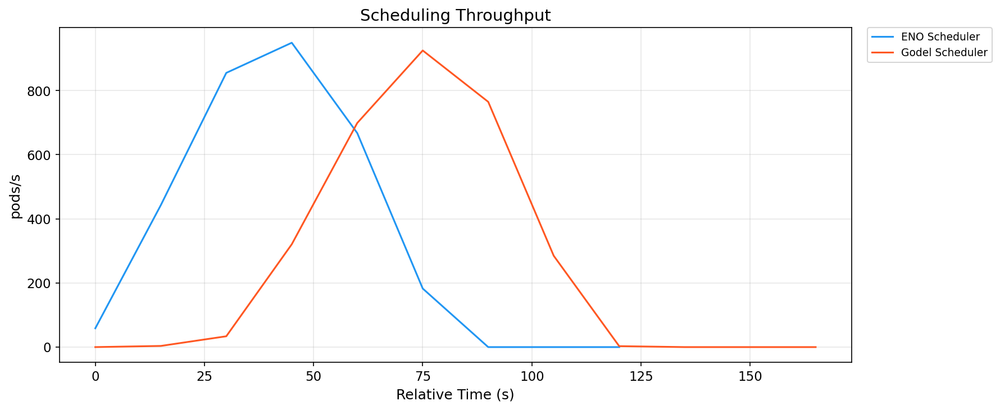 Scheduling Throughput
ENO Scheduler
Godel Scheduler
pods/s
800
600
400
200
0
0 25 50 75 100 125 150
Relative Time (s)